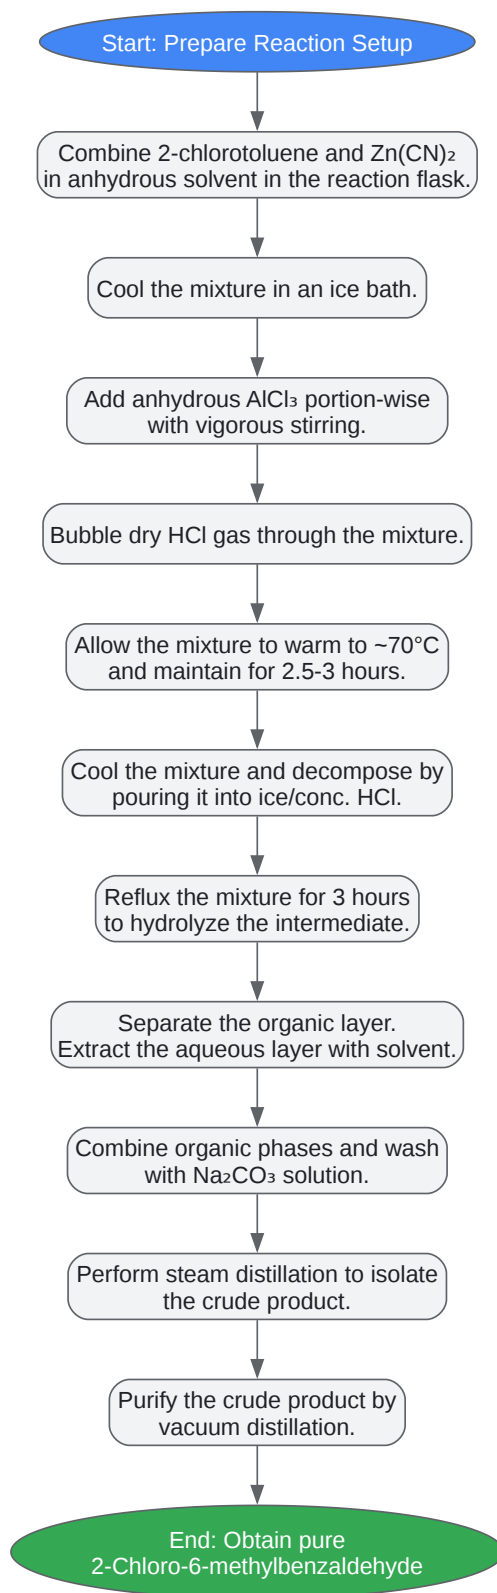 Start: Prepare Reaction Setup
Combine 2-chlorotoluene and Zn(CN)₂
in anhydrous solvent in the reaction flask.
Cool the mixture in an ice bath.
Add anhydrous AlCl₃ portion-wise
with vigorous stirring.
Bubble dry HCl gas through the mixture.
Allow the mixture to warm to ~70°C
and maintain for 2.5-3 hours.
Cool the mixture and decompose by
pouring it into ice/conc. HCl.
Reflux the mixture for 3 hours
to hydrolyze the intermediate.
Separate the organic layer.
Extract the aqueous layer with solvent.
Combine organic phases and wash
with Na₂CO₃ solution.
Perform steam distillation to isolate
the crude product.
Purify the crude product by
vacuum distillation.
End: Obtain pure
2-Chloro-6-methylbenzaldehyde